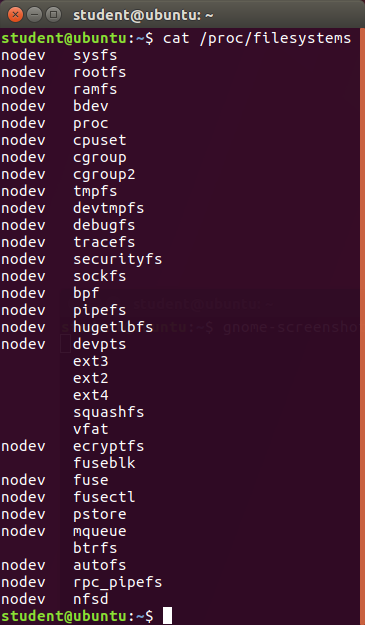 student@ubuntu: ~
student@ubuntu:~$ cat /proc/filesystems
nodev	sysfs
nodev	rootfs
nodev	ramfs
nodev	bdev
nodev	proc
nodev	cpuset
nodev	cgroup
nodev	cgroup2
nodev	tmpfs
nodev	devtmpfs
nodev	debugfs
nodev	tracefs
nodev	securityfs
nodev	sockfs
nodev	bpf
nodev	pipefs
nodev	hugetlbfs
nodev	devpts
	ext3
	ext2
	ext4
	squashfs
	vfat
nodev	ecryptfs
	fuseblk
nodev	fuse
nodev	fusectl
nodev	pstore
nodev	mqueue
	btrfs
nodev	autofs
nodev	rpc_pipefs
nodev	nfsd
student@ubuntu:~$